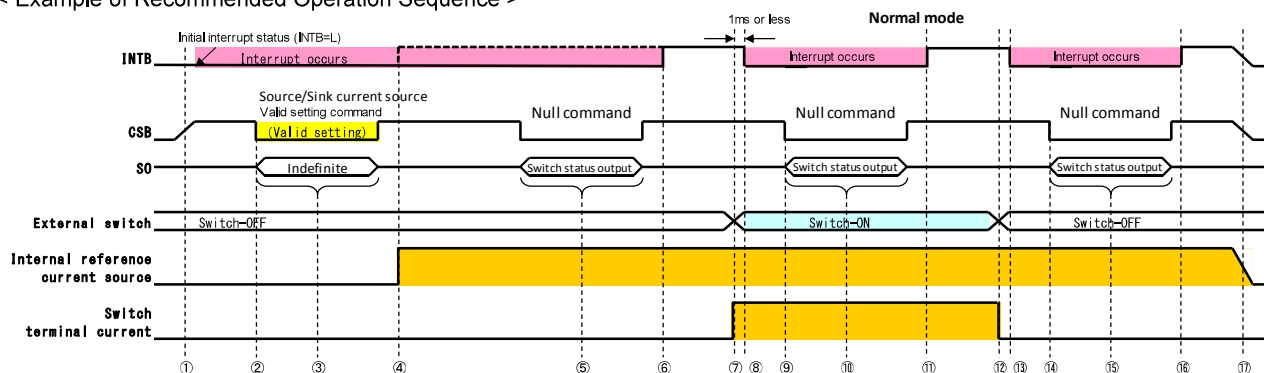 < Example of Recommended Operation Sequence >
1ms or less
Normal mode
Initial interrupt status (INTB=L)
INTB
Interrupt occurs
Interrupt occurs
Interrupt occurs
Source/Sink current source
Valid setting command
Null command
Null command
Null command
CSB
(Valid setting)
SO
Indefinite
Switch status output
Switch status output
Switch status output
External switch
Switch-OFF
Switch-ON
Switch-OFF
Internal reference
current source
Switch
terminal current
① ② ③ ④ ⑤ ⑥ ⑦ ⑧ ⑨ ⑩ ⑪ ⑫ ⑬ ⑭ ⑮ ⑯ ⑰